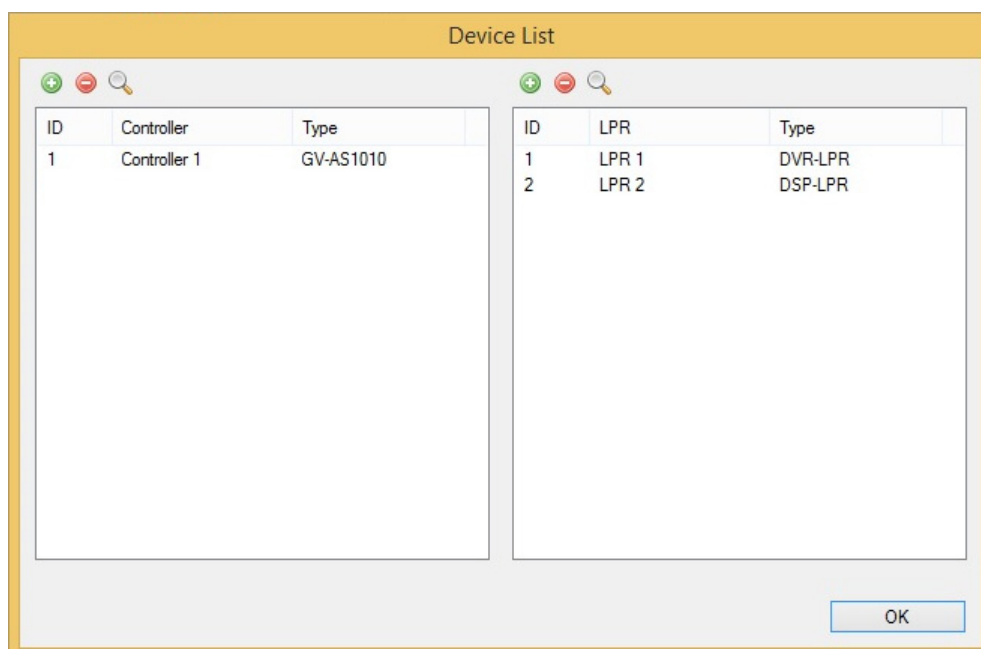 Device List
ID Controller Type
1 Controller 1 GV-AS1010
ID LPR Type
1 LPR 1 DVR-LPR
2 LPR 2 DSP-LPR
OK